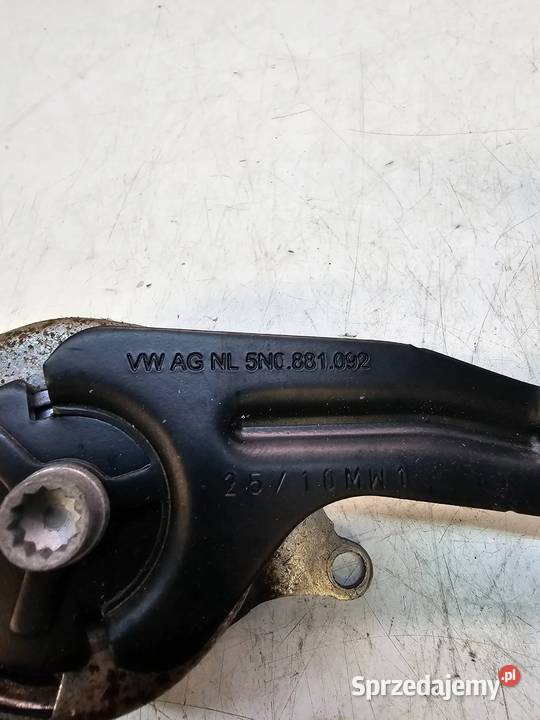 VW AG NL 5N0.881.092
25/10MW1
Sprzedajemy.pl